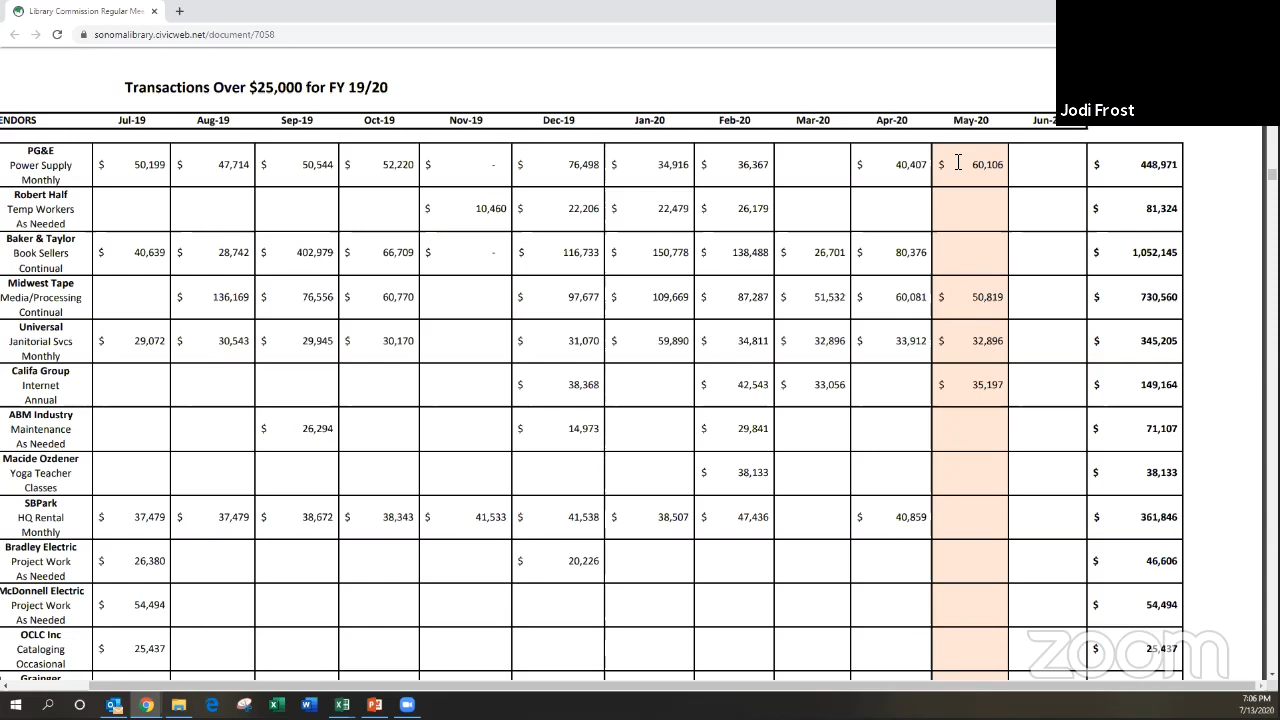 Library Commission Regular Mee
sonomalibrary.civicweb.net/document/7058
Jodi Frost
Transactions Over $25,000 for FY 19/20
ENDORS Jul-19 Aug-19 Sep-19 Oct-19 Nov-19 Dec-19 Jan-20 Feb-20 Mar-20 Apr-20 May-20 Jun-2
PG&E
Power Supply $ 50,199 $ 47,714 $ 50,544 $ 52,220 $ - $ 76,498 $ 34,916 $ 36,367 $ 40,407 $ 60,106 $ 448,971
Monthly
Robert Half
Temp Workers $ 10,460 $ 22,206 $ 22,479 $ 26,179 $ 81,324
As Needed
Baker & Taylor
Book Sellers $ 40,639 $ 28,742 $ 402,979 $ 66,709 $ - $ 116,733 $ 150,778 $ 138,488 $ 26,701 $ 80,376 $ 1,052,145
Continual
Midwest Tape
Media/Processing $ 136,169 $ 76,556 $ 60,770 $ 97,677 $ 109,669 $ 87,287 $ 51,532 $ 60,081 $ 50,819 $ 730,560
Continual
Universal
Janitorial Svcs $ 29,072 $ 30,543 $ 29,945 $ 30,170 $ 31,070 $ 59,890 $ 34,811 $ 32,896 $ 33,912 $ 32,896 $ 345,205
Monthly
Califa Group
Internet $ 38,368 $ 42,543 $ 33,056 $ 35,197 $ 149,164
Annual
ABM Industry
Maintenance $ 26,294 $ 14,973 $ 29,841 $ 71,107
As Needed
Macide Ozdener
Yoga Teacher $ 38,133 $ 38,133
Classes
SBPark
HQ Rental $ 37,479 $ 37,479 $ 38,672 $ 38,343 $ 41,533 $ 41,538 $ 38,507 $ 47,436 $ 40,859 $ 361,846
Monthly
Bradley Electric
Project Work $ 26,380 $ 20,226 $ 46,606
As Needed
McDonnell Electric
Project Work $ 54,494 $ 54,494
As Needed
OCLC Inc
Cataloging $ 25,437 $ 25,437
Occasional
Grainger
zoom
7:06 PM
7/13/2020